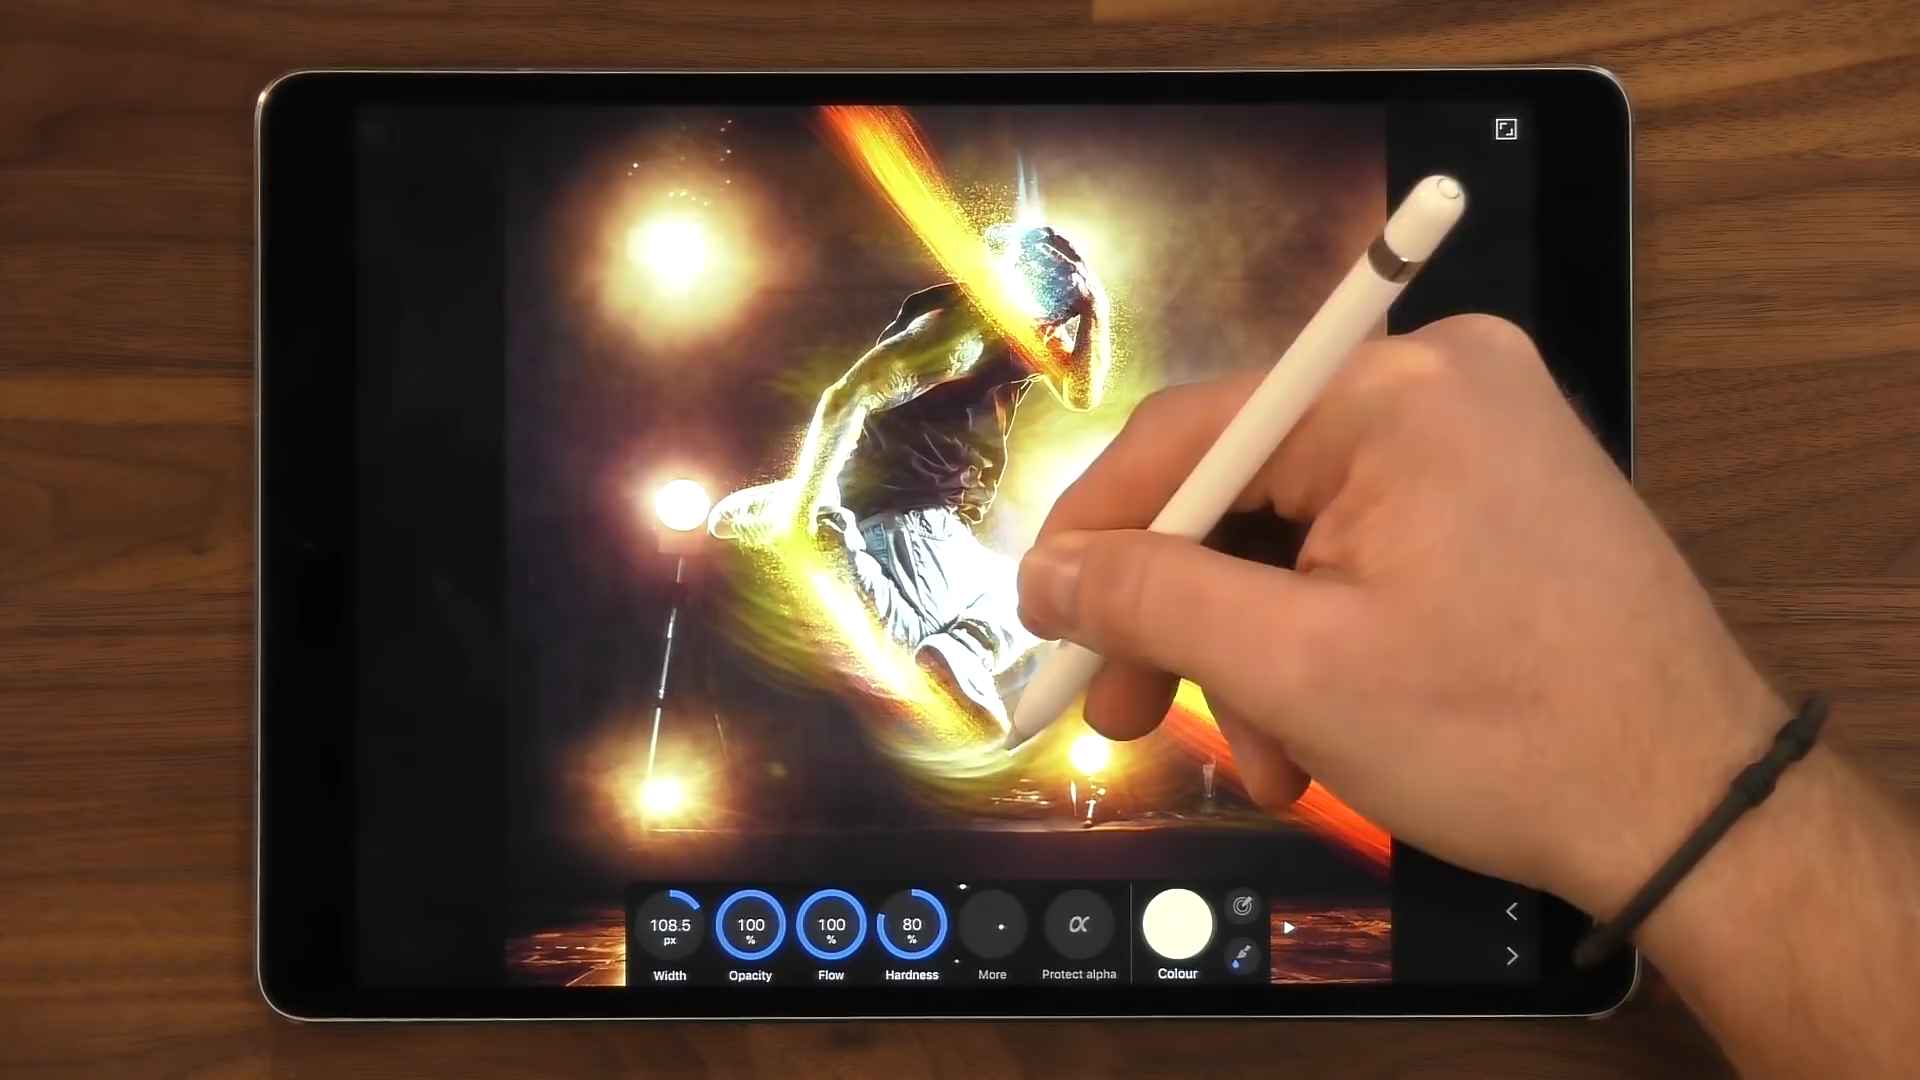 108.5
px
100
%
100
%
80
%
α
Width
Opacity
Flow
Hardness
More
Protect alpha
Colour